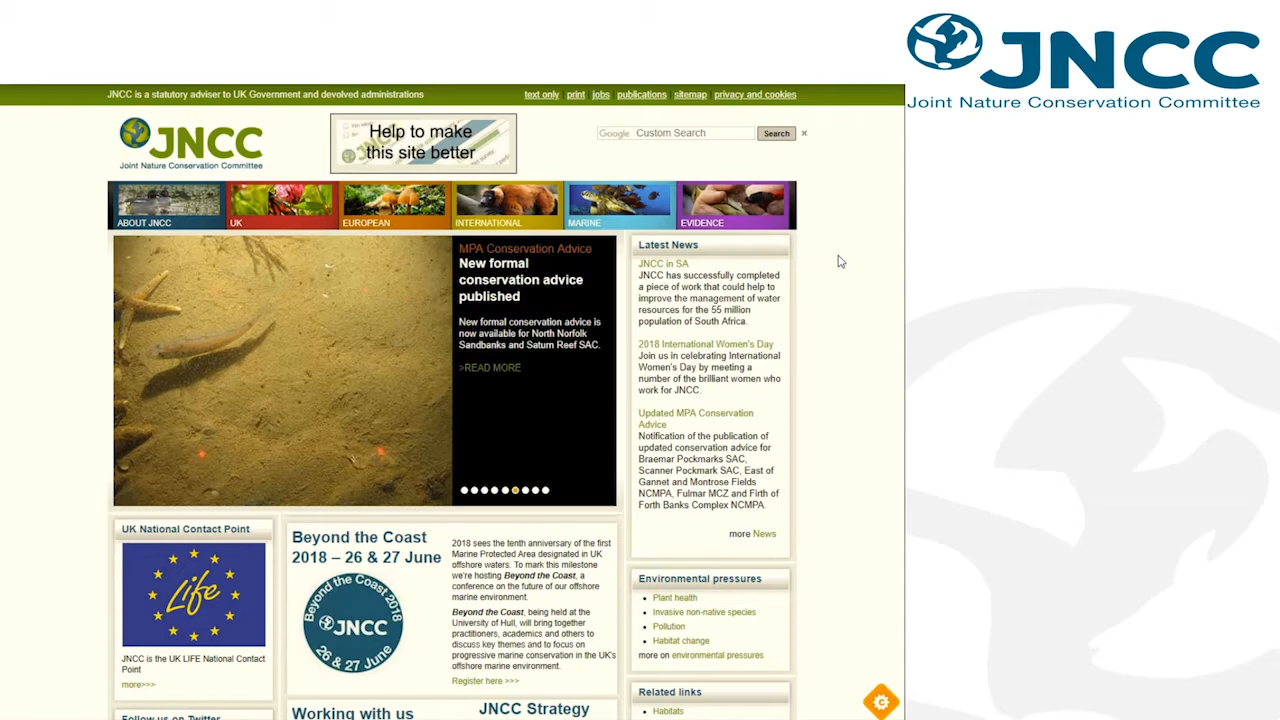 JNCC
Joint Nature Conservation Committee
JNCC is a statutory adviser to UK Government and devolved administrations
text only print jobs publications sitemap privacy and cookies
JNCC
Joint Nature Conservation Committee
Help to make
this site better
Google Custom Search
Search
×
ABOUT JNCC
UK
EUROPEAN
INTERNATIONAL
MARINE
EVIDENCE
MPA Conservation Advice
New formal
conservation advice
published
New formal conservation advice is
now available for North Norfolk
Sandbanks and Saturn Reef SAC.
>READ MORE
Latest News
JNCC in SA
JNCC has successfully completed
a piece of work that could help to
improve the management of water
resources for the 55 million
population of South Africa.
2018 International Women's Day
Join us in celebrating International
Women's Day by meeting a
number of the brilliant women who
work for JNCC.
Updated MPA Conservation
Advice
Notification of the publication of
updated conservation advice for
Braemar Pockmarks SAC,
Scanner Pockmark SAC, East of
Gannet and Montrose Fields
NCMPA, Fulmar MCZ and Firth of
Forth Banks Complex NCMPA.
more News
UK National Contact Point
Life
JNCC is the UK LIFE National Contact
Point
more>>>
Beyond the Coast
2018 – 26 & 27 June
Beyond the Coast 2018
JNCC
26 & 27 June
2018 sees the tenth anniversary of the first
Marine Protected Area designated in UK
offshore waters. To mark this milestone
we're hosting Beyond the Coast, a
conference on the future of our offshore
marine environment.
Beyond the Coast, being held at the
University of Hull, will bring together
practitioners, academics and others to
discuss key themes and to focus on
progressive marine conservation in the UK's
offshore marine environment.
Register here >>>
Environmental pressures
Plant health
Invasive non-native species
Pollution
Habitat change
more on environmental pressures
Related links
Habitats
Follow us on Twitter
Working with us
JNCC Strategy